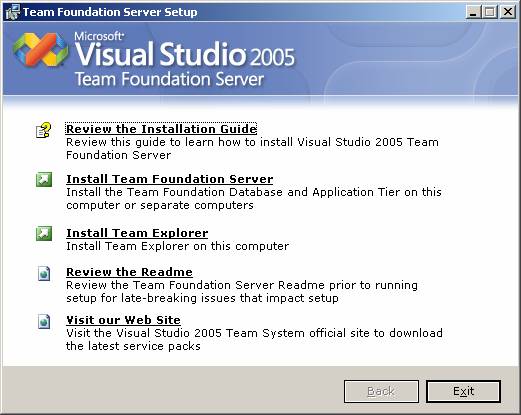 Team Foundation Server Setup
Microsoft®
Visual Studio 2005
Team Foundation Server
Review the Installation Guide
Review this guide to learn how to install Visual Studio 2005 Team
Foundation Server
Install Team Foundation Server
Install the Team Foundation Database and Application Tier on this
computer or separate computers
Install Team Explorer
Install Team Explorer on this computer
Review the Readme
Review the Team Foundation Server Readme prior to running
setup for late-breaking issues that impact setup
Visit our Web Site
Visit the Visual Studio 2005 Team System official site to download
the latest service packs
Back
Exit